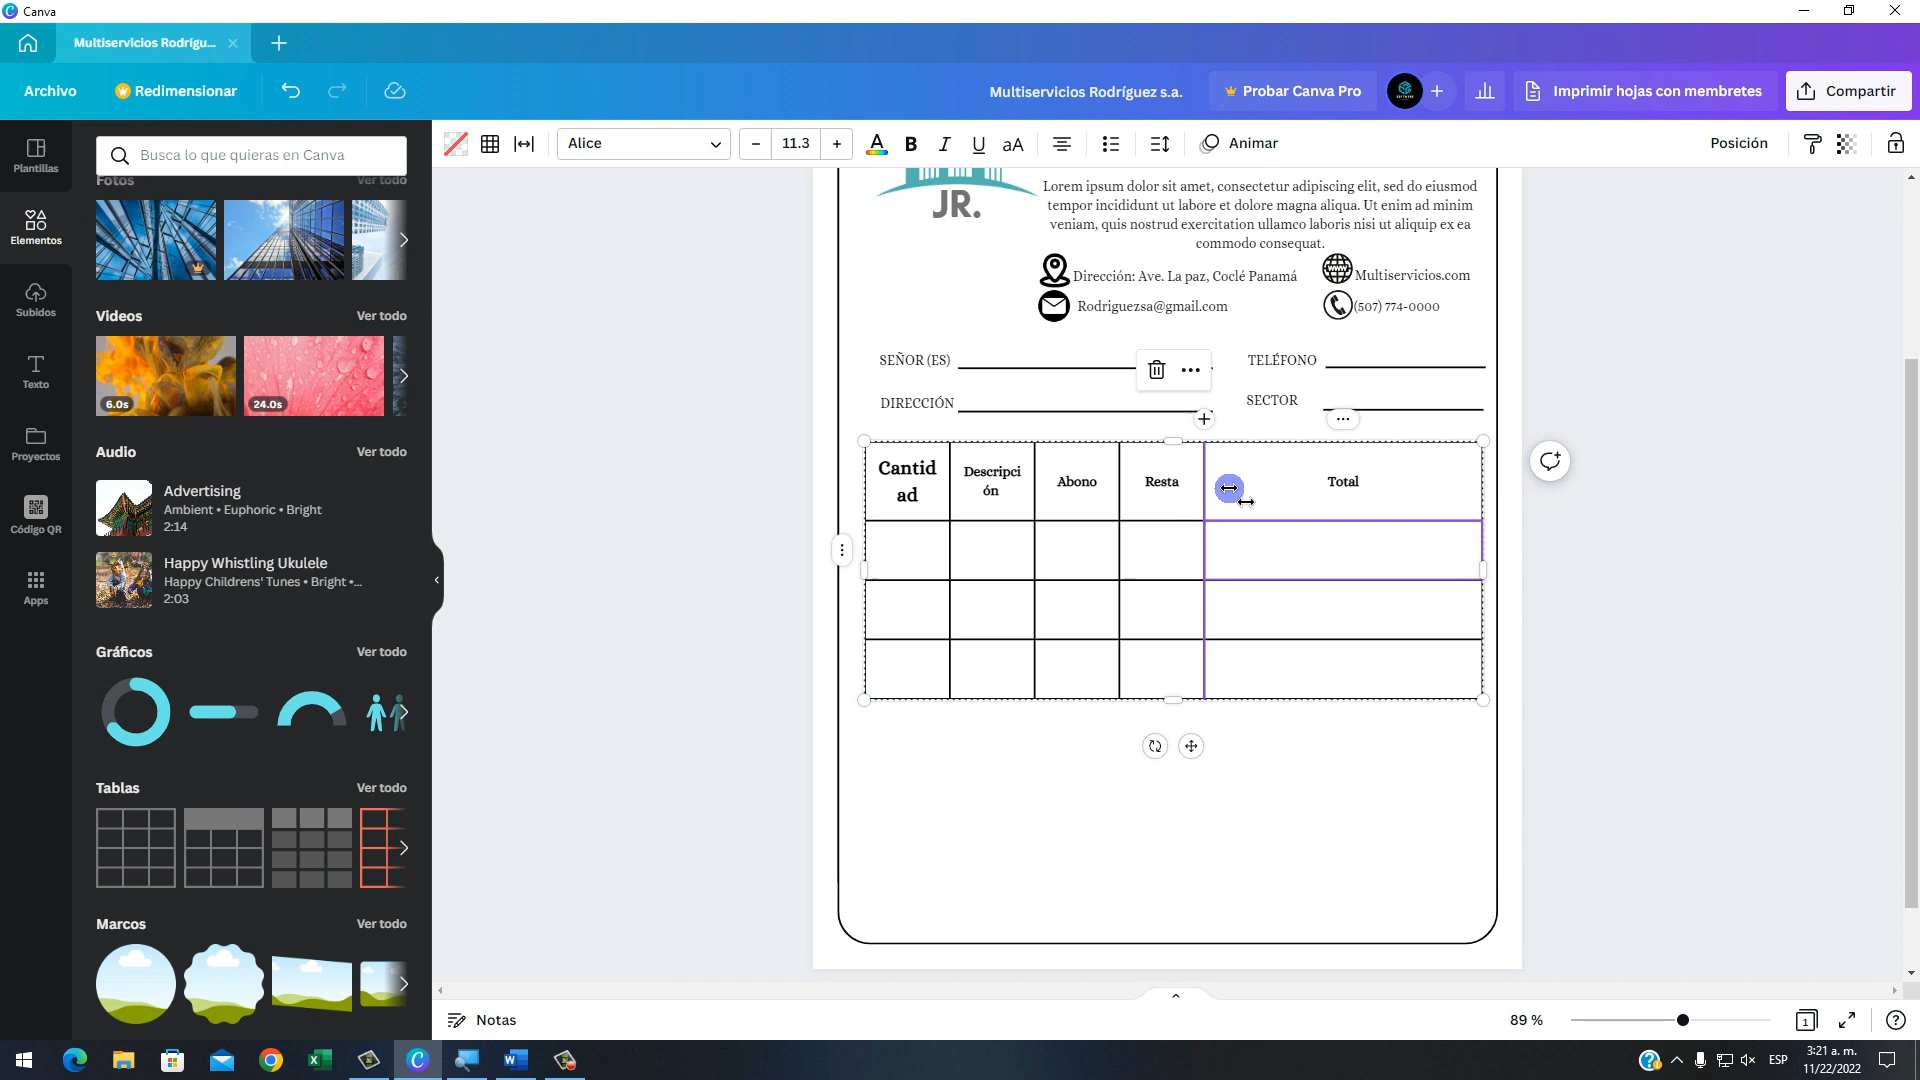 Canva
Multiservicios Rodrígu...
Archivo
Redimensionar
Multiservicios Rodríguez s.a.
Probar Canva Pro
Imprimir hojas con membretes
Compartir
Plantillas
Elementos
Subidos
Texto
Proyectos
Código QR
Apps
Busca lo que quieras en Canva
Fotos
Ver todo
Videos
Ver todo
6.0s
24.0s
Audio
Ver todo
Advertising
Ambient • Euphoric • Bright
2:14
Happy Whistling Ukulele
Happy Childrens' Tunes • Bright •...
2:03
Gráficos
Ver todo
Tablas
Ver todo
Marcos
Ver todo
Alice
11.3
A B I U aA
Animar
Posición
JR.
Lorem ipsum dolor sit amet, consectetur adipiscing elit, sed do eiusmod
tempor incididunt ut labore et dolore magna aliqua. Ut enim ad minim
veniam, quis nostrud exercitation ullamco laboris nisi ut aliquip ex ea
commodo consequat.
Dirección: Ave. La paz, Coclé Panamá
Multiservicios.com
Rodriguezsa@gmail.com
(507) 774-0000
SEÑOR (ES)
TELÉFONO
DIRECCIÓN
SECTOR
Cantid
ad
Descripci
ón
Abono
Resta
Total
Notas
89 %
1
ESP
3:21 a. m.
11/22/2022